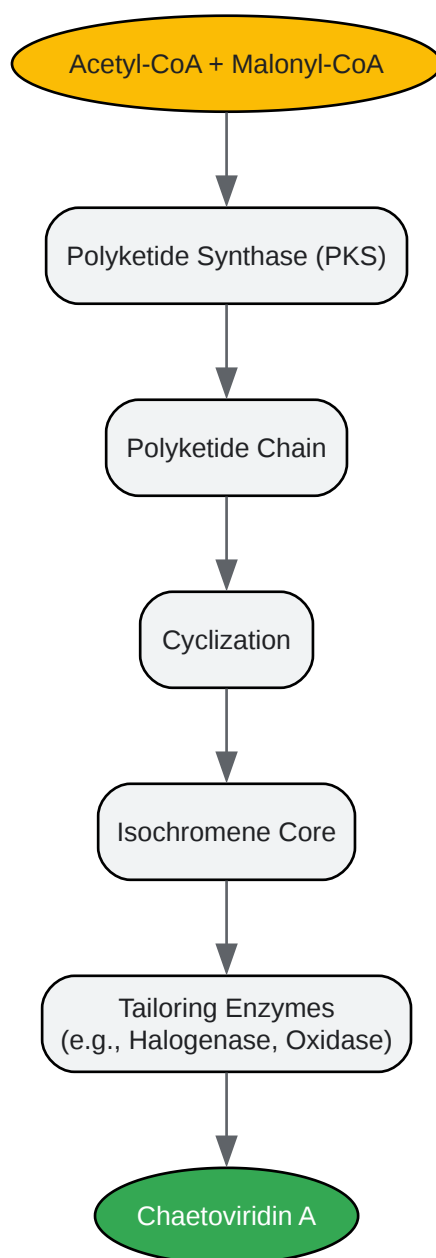 Acetyl-CoA + Malonyl-CoA
Polyketide Synthase (PKS)
Polyketide Chain
Cyclization
Isochromene Core
Tailoring Enzymes
(e.g., Halogenase, Oxidase)
Chaetoviridin A